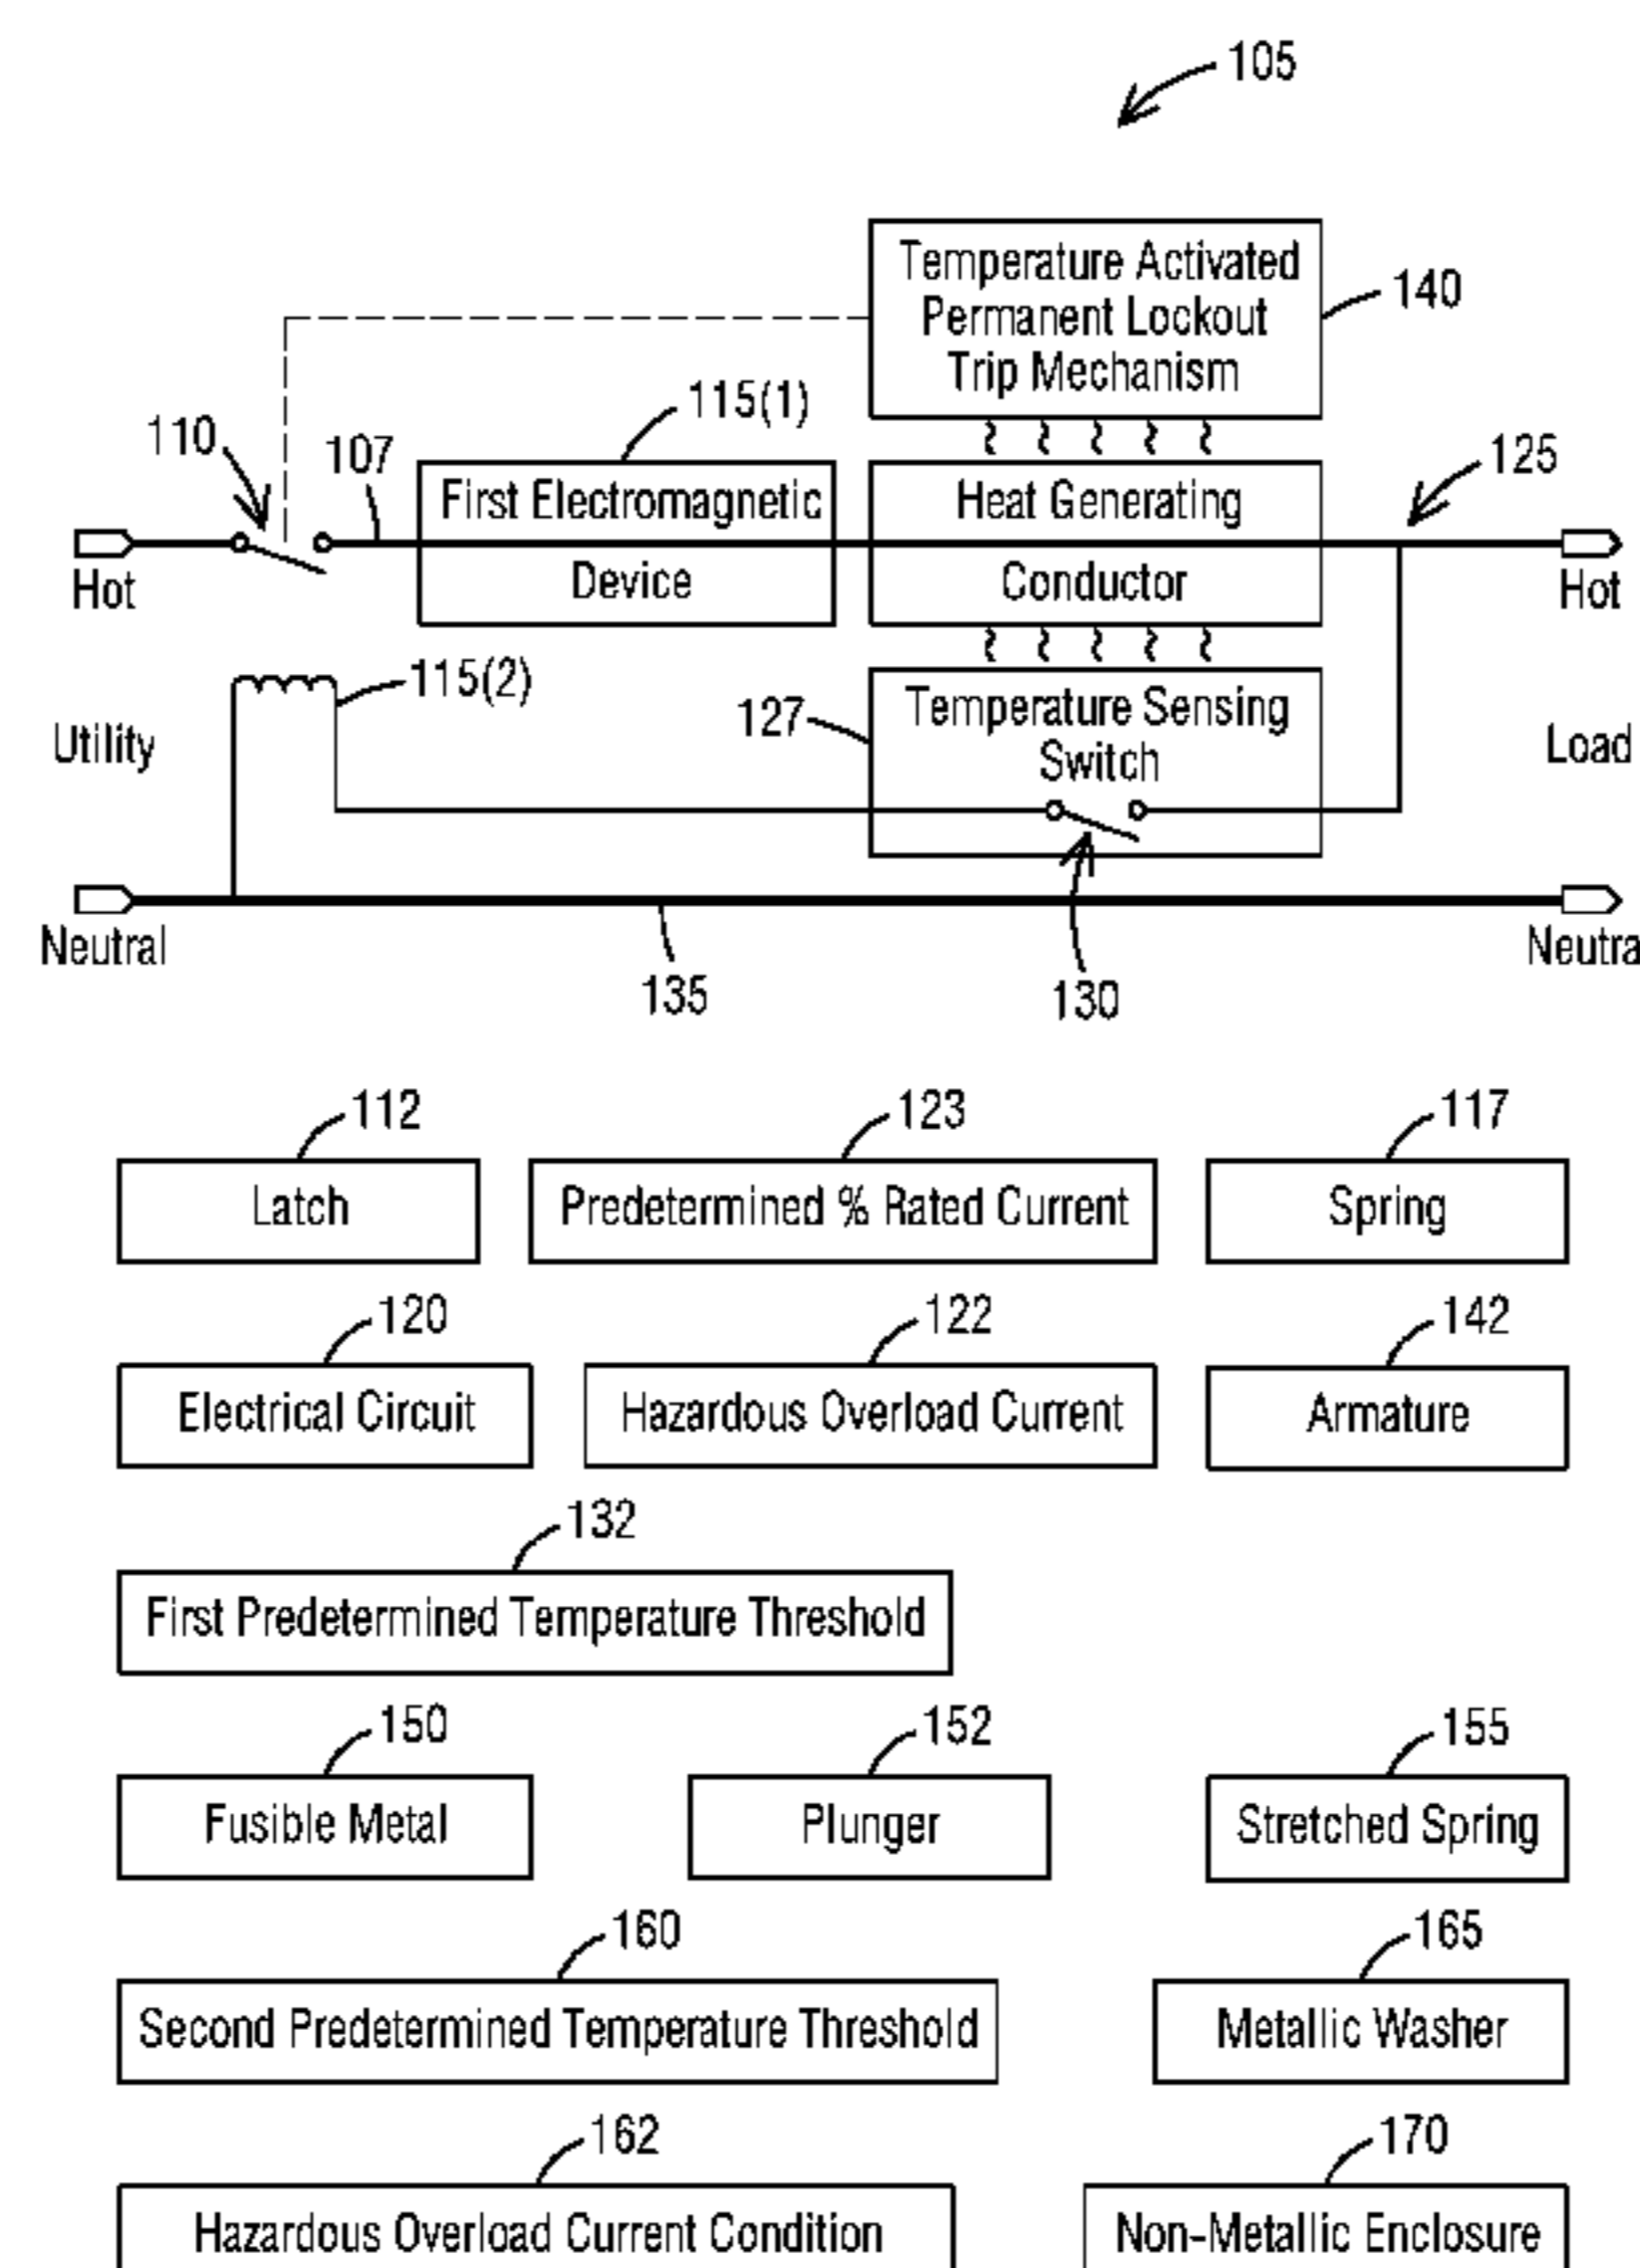 105
Temperature Activated
Permanent Lockout
Trip Mechanism
140
115(1)
110
107
125
First Electromagnetic
Device
Heat Generating
Conductor
Hot
Hot
115(2)
Utility
127
Temperature Sensing
Switch
Load
Neutral
135
130
Neutra
112
123
117
Latch
Predetermined % Rated Current
Spring
120
122
142
Electrical Circuit
Hazardous Overload Current
Armature
132
First Predetermined Temperature Threshold
150
152
155
Fusible Metal
Plunger
Stretched Spring
160
165
Second Predetermined Temperature Threshold
Metallic Washer
162
170
Hazardous Overload Current Condition
Non-Metallic Enclosure